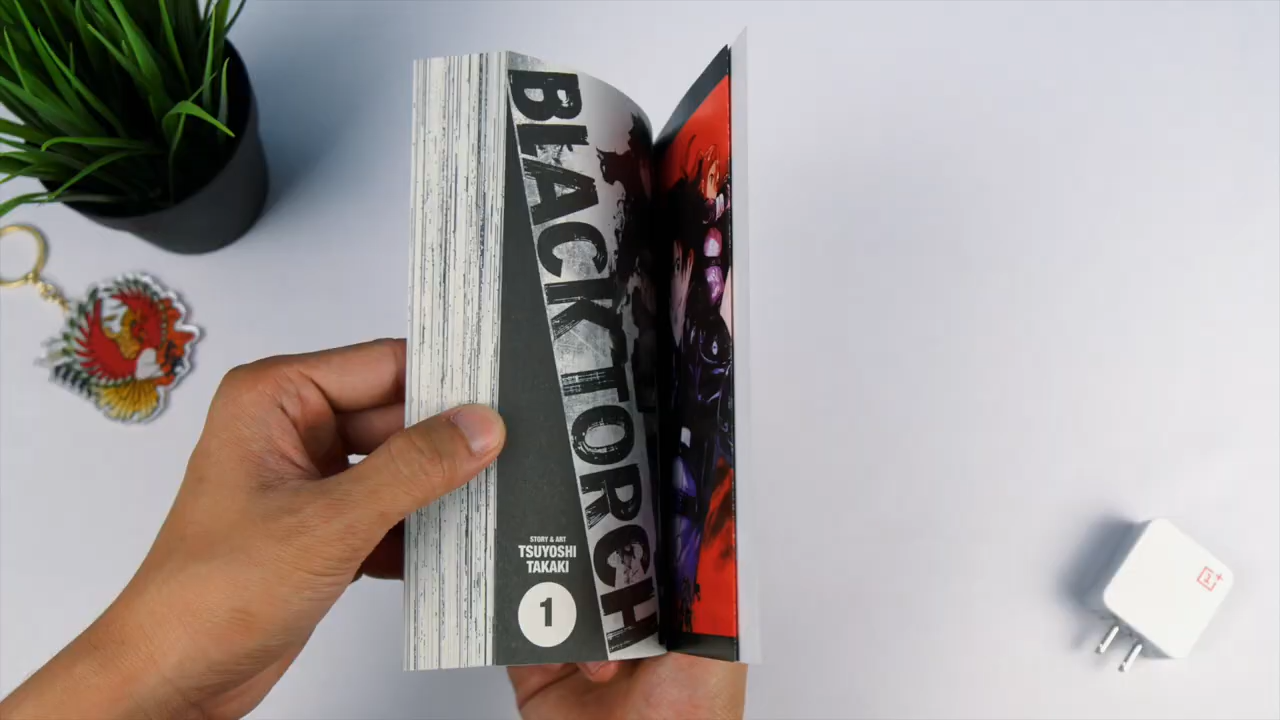 BLACK TORCH
STORY & ART
TSUYOSHI
TAKAKI
1